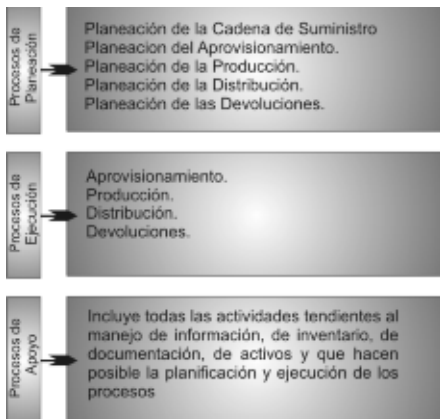 Procesos de
Planeación
Planeación de la Cadena de Suministro
Planeacion del Aprovisionamiento.
Planeación de la Producción.
Planeación de la Distribución.
Planeación de las Devoluciones.
Procesos de
Ejecución
Aprovisionamiento.
Producción.
Distribución.
Devoluciones.
Procesos de
Apoyo
Incluye todas las actividades tendientes al
manejo de información, de inventario, de
documentación, de activos y que hacen
posible la planificación y ejecución de los
procesos